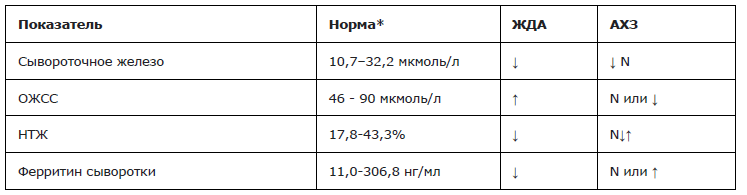 Показатель Норма* ЖДА АХЗ
Сывороточное железо 10,7–32,2 мкмоль/л ↓ ↓ N
ОЖСС 46 - 90 мкмоль/л ↑ N или ↓
НТЖ 17,8-43,3% ↓ N↓↑
Ферритин сыворотки 11,0-306,8 нг/мл ↓ N или ↑